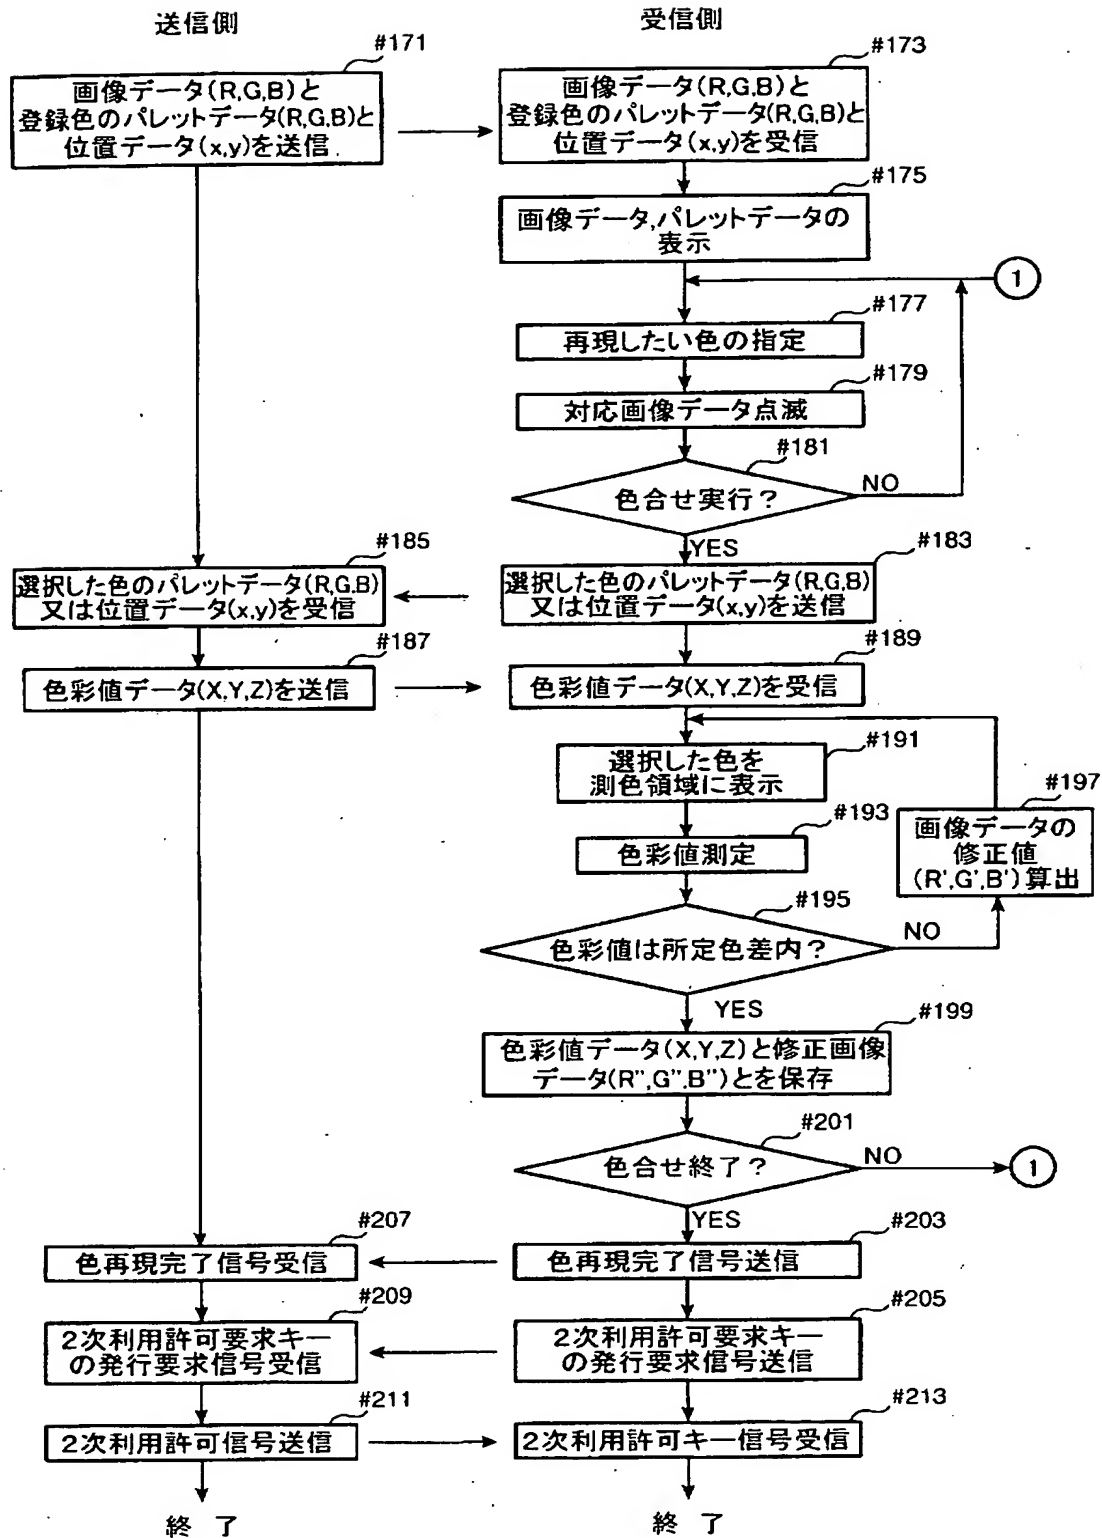 送信側
受信側
#171
画像データ(R,G,B)と
登録色のパレットデータ(R,G,B)と
位置データ(x,y)を送信
#173
画像データ(R,G,B)と
登録色のパレットデータ(R,G,B)と
位置データ(x,y)を受信
#175
画像データ,パレットデータの
表示
1
#177
再現したい色の指定
#179
対応画像データ点滅
#181
色合せ実行?
NO
YES
#185
選択した色のパレットデータ(R,G,B)
又は位置データ(x,y)を受信
#183
選択した色のパレットデータ(R,G,B)
又は位置データ(x,y)を送信
#187
色彩値データ(X,Y,Z)を送信
#189
色彩値データ(X,Y,Z)を受信
#191
選択した色を
測色領域に表示
#197
画像データの
修正値
(R',G',B')算出
#193
色彩値測定
#195
色彩値は所定色差内?
NO
YES
#199
色彩値データ(X,Y,Z)と修正画像
データ(R",G",B")とを保存
#201
色合せ終了?
NO
1
YES
#207
色再現完了信号受信
#203
色再現完了信号送信
#209
2次利用許可要求キー
の発行要求信号受信
#205
2次利用許可要求キー
の発行要求信号送信
#211
2次利用許可信号送信
#213
2次利用許可キー信号受信
終了
終了